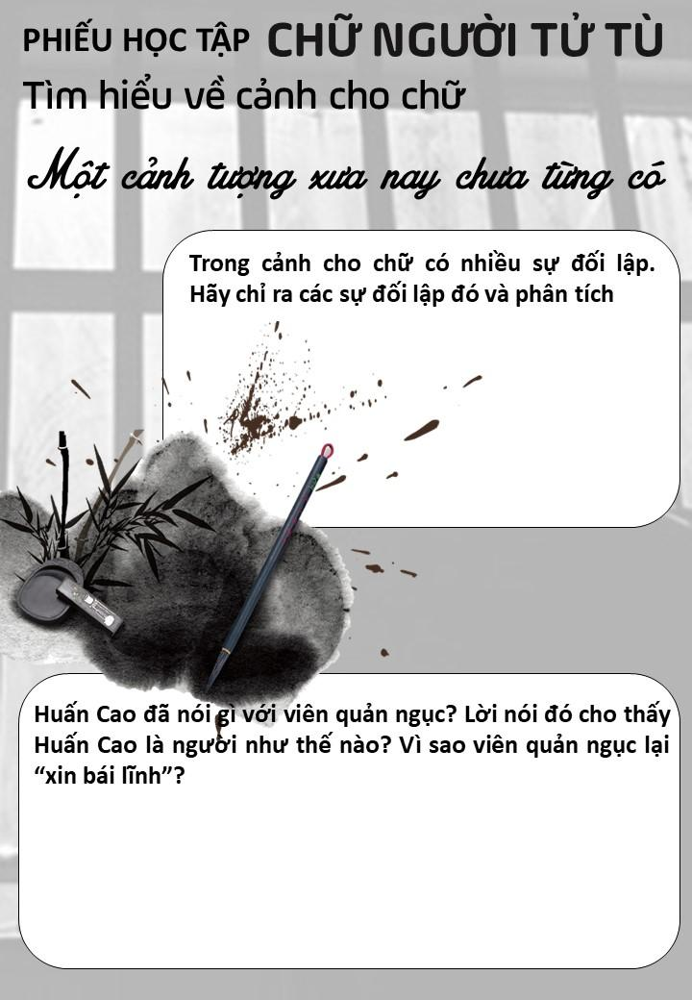 PHIẾU HỌC TẬP CHỮ NGƯỜI TỬ TÙ
Tìm hiểu về cảnh cho chữ
Một cảnh tượng xưa nay chưa từng có
Trong cảnh cho chữ có nhiều sự đối lập.
Hãy chỉ ra các sự đối lập đó và phân tích
Huấn Cao đã nói gì với viên quản ngục? Lời nói đó cho thấy
Huấn Cao là người như thế nào? Vì sao viên quản ngục lại
“xin bái lĩnh”?